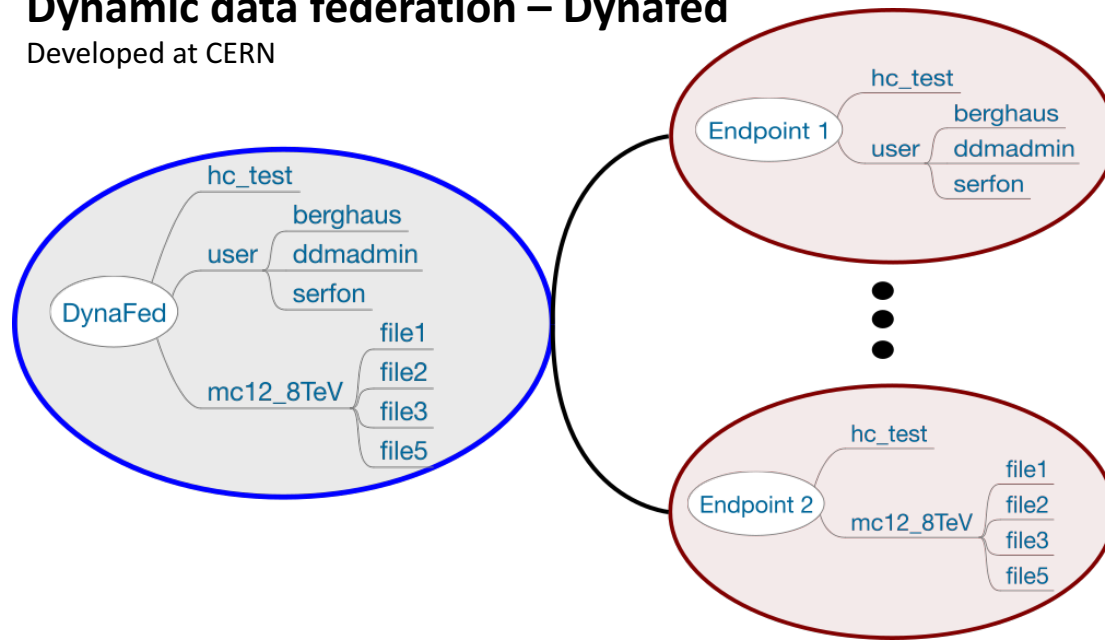 Dynamic data federation – Dynafed
Developed at CERN
DynaFed
hc_test
user
berghaus
ddmadmin
serfon
mc12_8TeV
file1
file2
file3
file5
Endpoint 1
hc_test
user
berghaus
ddmadmin
serfon
Endpoint 2
hc_test
mc12_8TeV
file1
file2
file3
file5